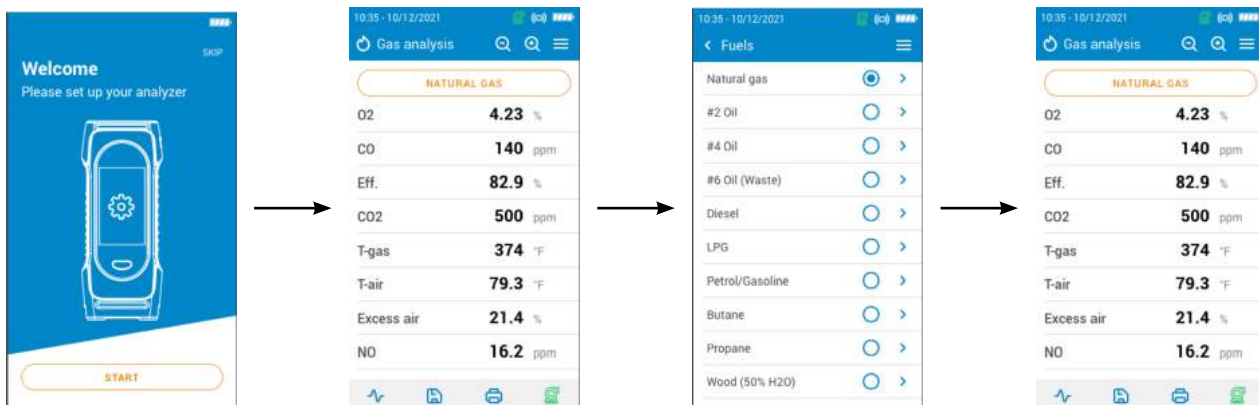 SKIP
Welcome
Please set up your analyzer
START
10:35 - 10/12/2021
Gas analysis
NATURAL GAS
O2 4.23 %
CO 140 ppm
Eff. 82.9 %
CO2 500 ppm
T-gas 374 °F
T-air 79.3 °F
Excess air 21.4 %
NO 16.2 ppm
10:35 - 10/12/2021
Fuels
Natural gas
#2 Oil
#4 Oil
#6 Oil (Waste)
Diesel
LPG
Petrol/Gasoline
Butane
Propane
Wood (50% H2O)
10:35 - 10/12/2021
Gas analysis
NATURAL GAS
O2 4.23 %
CO 140 ppm
Eff. 82.9 %
CO2 500 ppm
T-gas 374 °F
T-air 79.3 °F
Excess air 21.4 %
NO 16.2 ppm